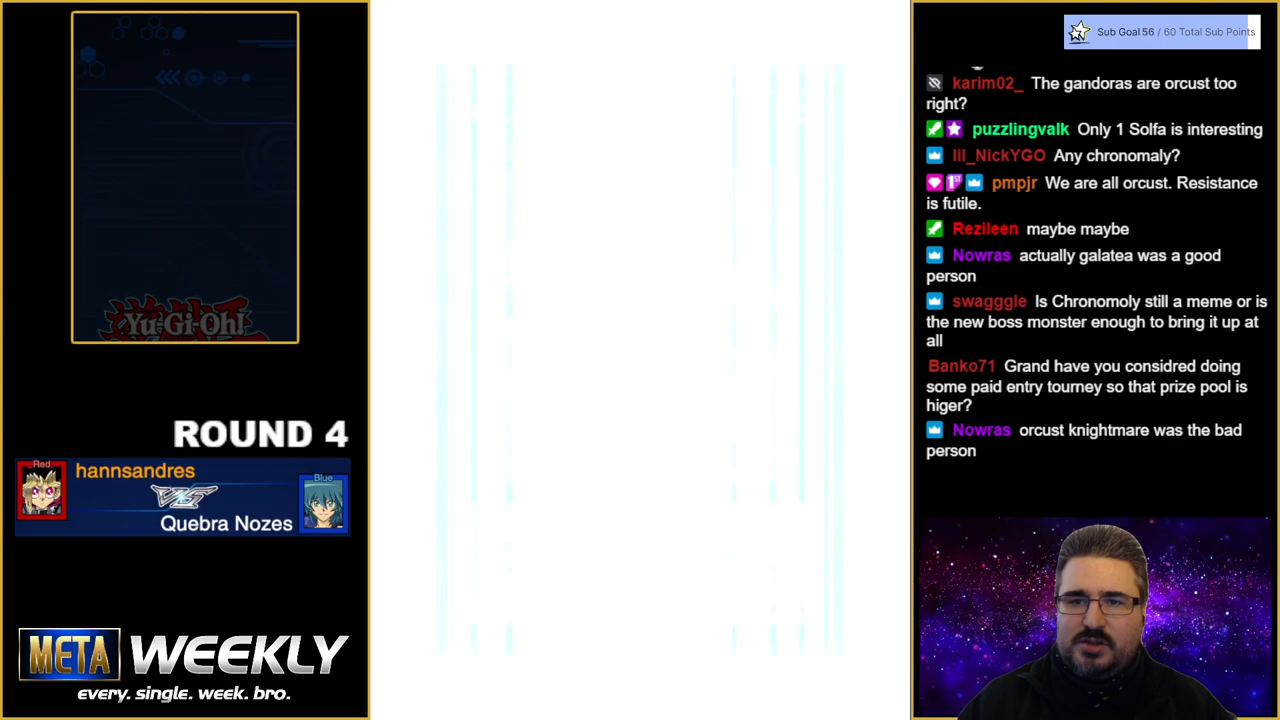 Yu-Gi-Oh!
ROUND 4
Red
hannsandres
VS
Blue
Quebra Nozes
META WEEKLY
every. single. week. bro.
Sub Goal 56 / 60 Total Sub Points
karim02_ The gandoras are orcust too
right?
puzzlingvalk Only 1 Solfa is interesting
lil_NickYGO Any chronomaly?
pmpjr We are all orcust. Resistance
is futile.
Rezileen maybe maybe
Nowras actually galatea was a good
person
swagggle Is Chronomoly still a meme or is
the new boss monster enough to bring it up at
all
Banko71 Grand have you considred doing
some paid entry tourney so that prize pool is
higer?
Nowras orcust knightmare was the bad
person